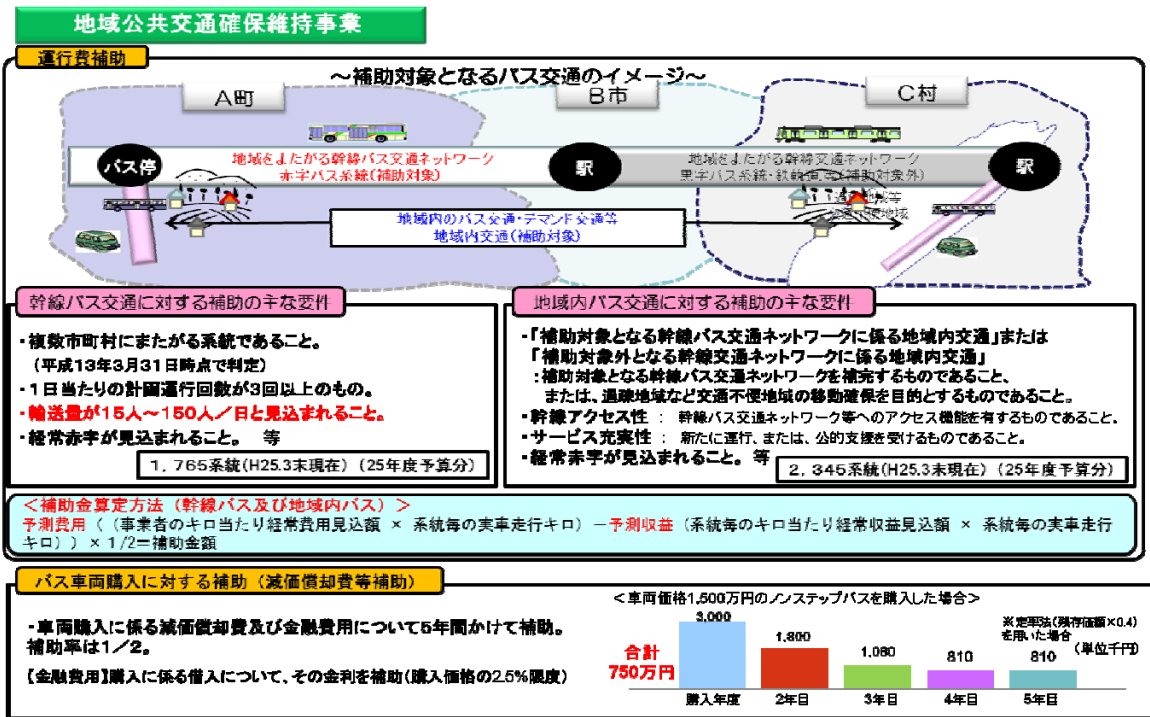 地域公共交通確保維持事業
運行費補助
～補助対象となるバス交通のイメージ～
A町
B市
C村
バス停
地域をまたがる幹線バス交通ネットワーク
赤字バス系統(補助対象)
駅
地域をまたがる幹線交通ネットワーク
黒字バス系統・鉄軌道等(補助対象外)
駅
地域内のバス交通・デマンド交通等
地域内交通(補助対象)
幹線バス交通に対する補助の主な要件
・複数市町村にまたがる系統であること。
（平成13年3月31日時点で判定）
・１日当たりの計画運行回数が3回以上のもの。
・輸送量が15人～150人／日と見込まれること。
・経常赤字が見込まれること。 等
1，765系統(H25.3末現在）（25年度予算分）
地域内バス交通に対する補助の主な要件
・「補助対象となる幹線バス交通ネットワークに係る地域内交通」または
「補助対象外となる幹線交通ネットワークに係る地域内交通」
：補助対象となる幹線バス交通ネットワークを補完するものであること、
または、過疎地域など交通不便地域の移動確保を目的とするものであること。
・幹線アクセス性 ： 幹線バス交通ネットワーク等へのアクセス機能を有するものであること。
・サービス充実性 ： 新たに運行、または、公的支援を受けるものであること。
・経常赤字が見込まれること。 等
2，345系統(H25.3末現在）（25年度予算分）
＜補助金算定方法（幹線バス及び地域内バス）＞
予測費用（（事業者のキロ当たり経常費用見込額 × 系統毎の実車走行キロ）－予測収益（系統毎のキロ当たり経常収益見込額 × 系統毎の実車走行
キロ））× 1/2＝補助金額
バス車両購入に対する補助（減価償却費等補助）
・車両購入に係る減価償却費及び金融費用について5年間かけて補助。
補助率は1／2。
【金融費用】購入に係る借入について、その金利を補助(購入価格の2.5%限度)
＜車両価格1,500万円のノンステップバスを購入した場合＞
合計
750万円
3,000
1,800
1,080
810
810
※定率法(残存価額×0.4)
を用いた場合
（単位千円）
購入年度
2年目
3年目
4年目
5年目